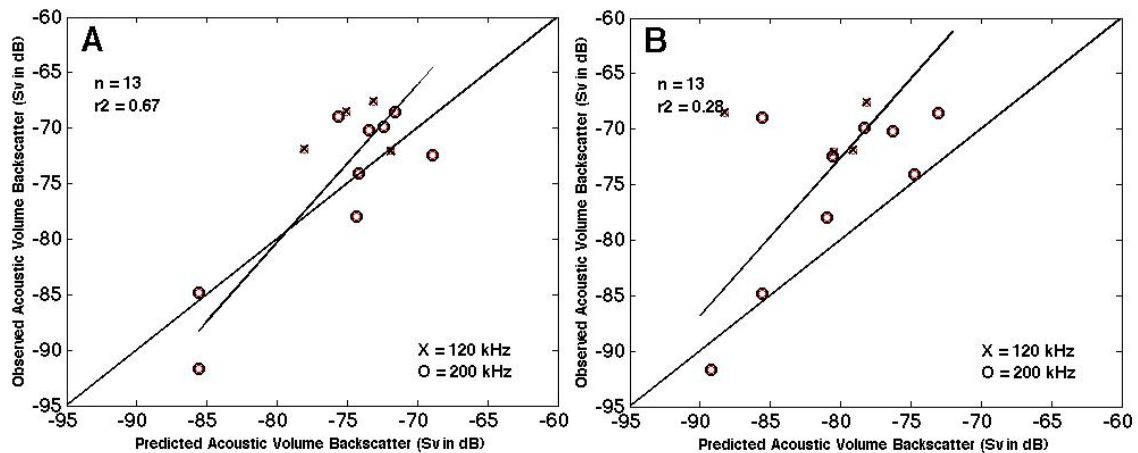 A
n = 13
r2 = 0.67
X = 120 kHz
O = 200 kHz
-60
-65
-70
-75
-80
-85
-90
-95
-95 -90 -85 -80 -75 -70 -65 -60
Observed Acoustic Volume Backscatter (Sv in dB)
Predicted Acoustic Volume Backscatter (Sv in dB)
B
n = 13
r2 = 0.28
X = 120 kHz
O = 200 kHz
-60
-65
-70
-75
-80
-85
-90
-95
-95 -90 -85 -80 -75 -70 -65 -60
Observed Acoustic Volume Backscatter (Sv in dB)
Predicted Acoustic Volume Backscatter (Sv in dB)